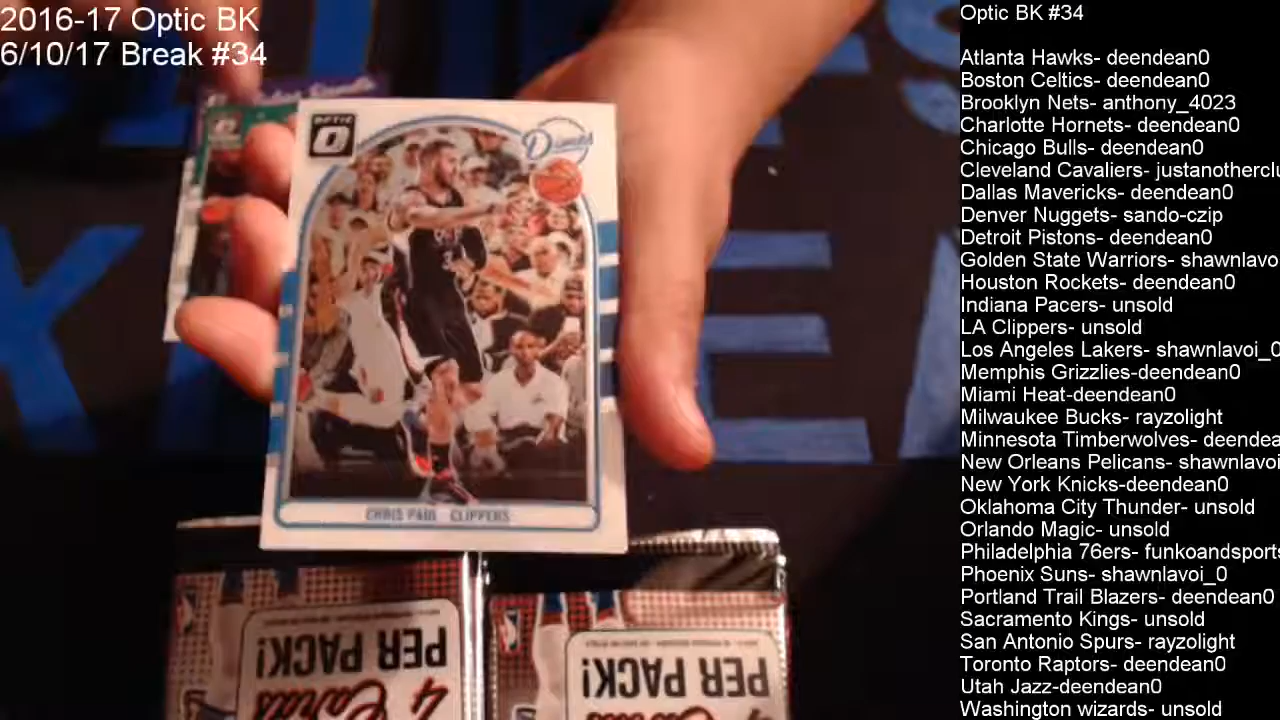 2016-17 Optic BK
6/10/17 Break #34
OPTIC
CHRIS PAUL CLIPPERS
PER PACK!
4 Cards
PER PACK!
Optic BK #34
Atlanta Hawks- deendean0
Boston Celtics- deendean0
Brooklyn Nets- anthony_4023
Charlotte Hornets- deendean0
Chicago Bulls- deendean0
Cleveland Cavaliers- justanotherclu
Dallas Mavericks- deendean0
Denver Nuggets- sando-czip
Detroit Pistons- deendean0
Golden State Warriors- shawnlavo
Houston Rockets- deendean0
Indiana Pacers- unsold
LA Clippers- unsold
Los Angeles Lakers- shawnlavoi_0
Memphis Grizzlies-deendean0
Miami Heat-deendean0
Milwaukee Bucks- rayzolight
Minnesota Timberwolves- deendea
New Orleans Pelicans- shawnlavoi
New York Knicks-deendean0
Oklahoma City Thunder- unsold
Orlando Magic- unsold
Philadelphia 76ers- funkoandsports
Phoenix Suns- shawnlavoi_0
Portland Trail Blazers- deendean0
Sacramento Kings- unsold
San Antonio Spurs- rayzolight
Toronto Raptors- deendean0
Utah Jazz-deendean0
Washington wizards- unsold